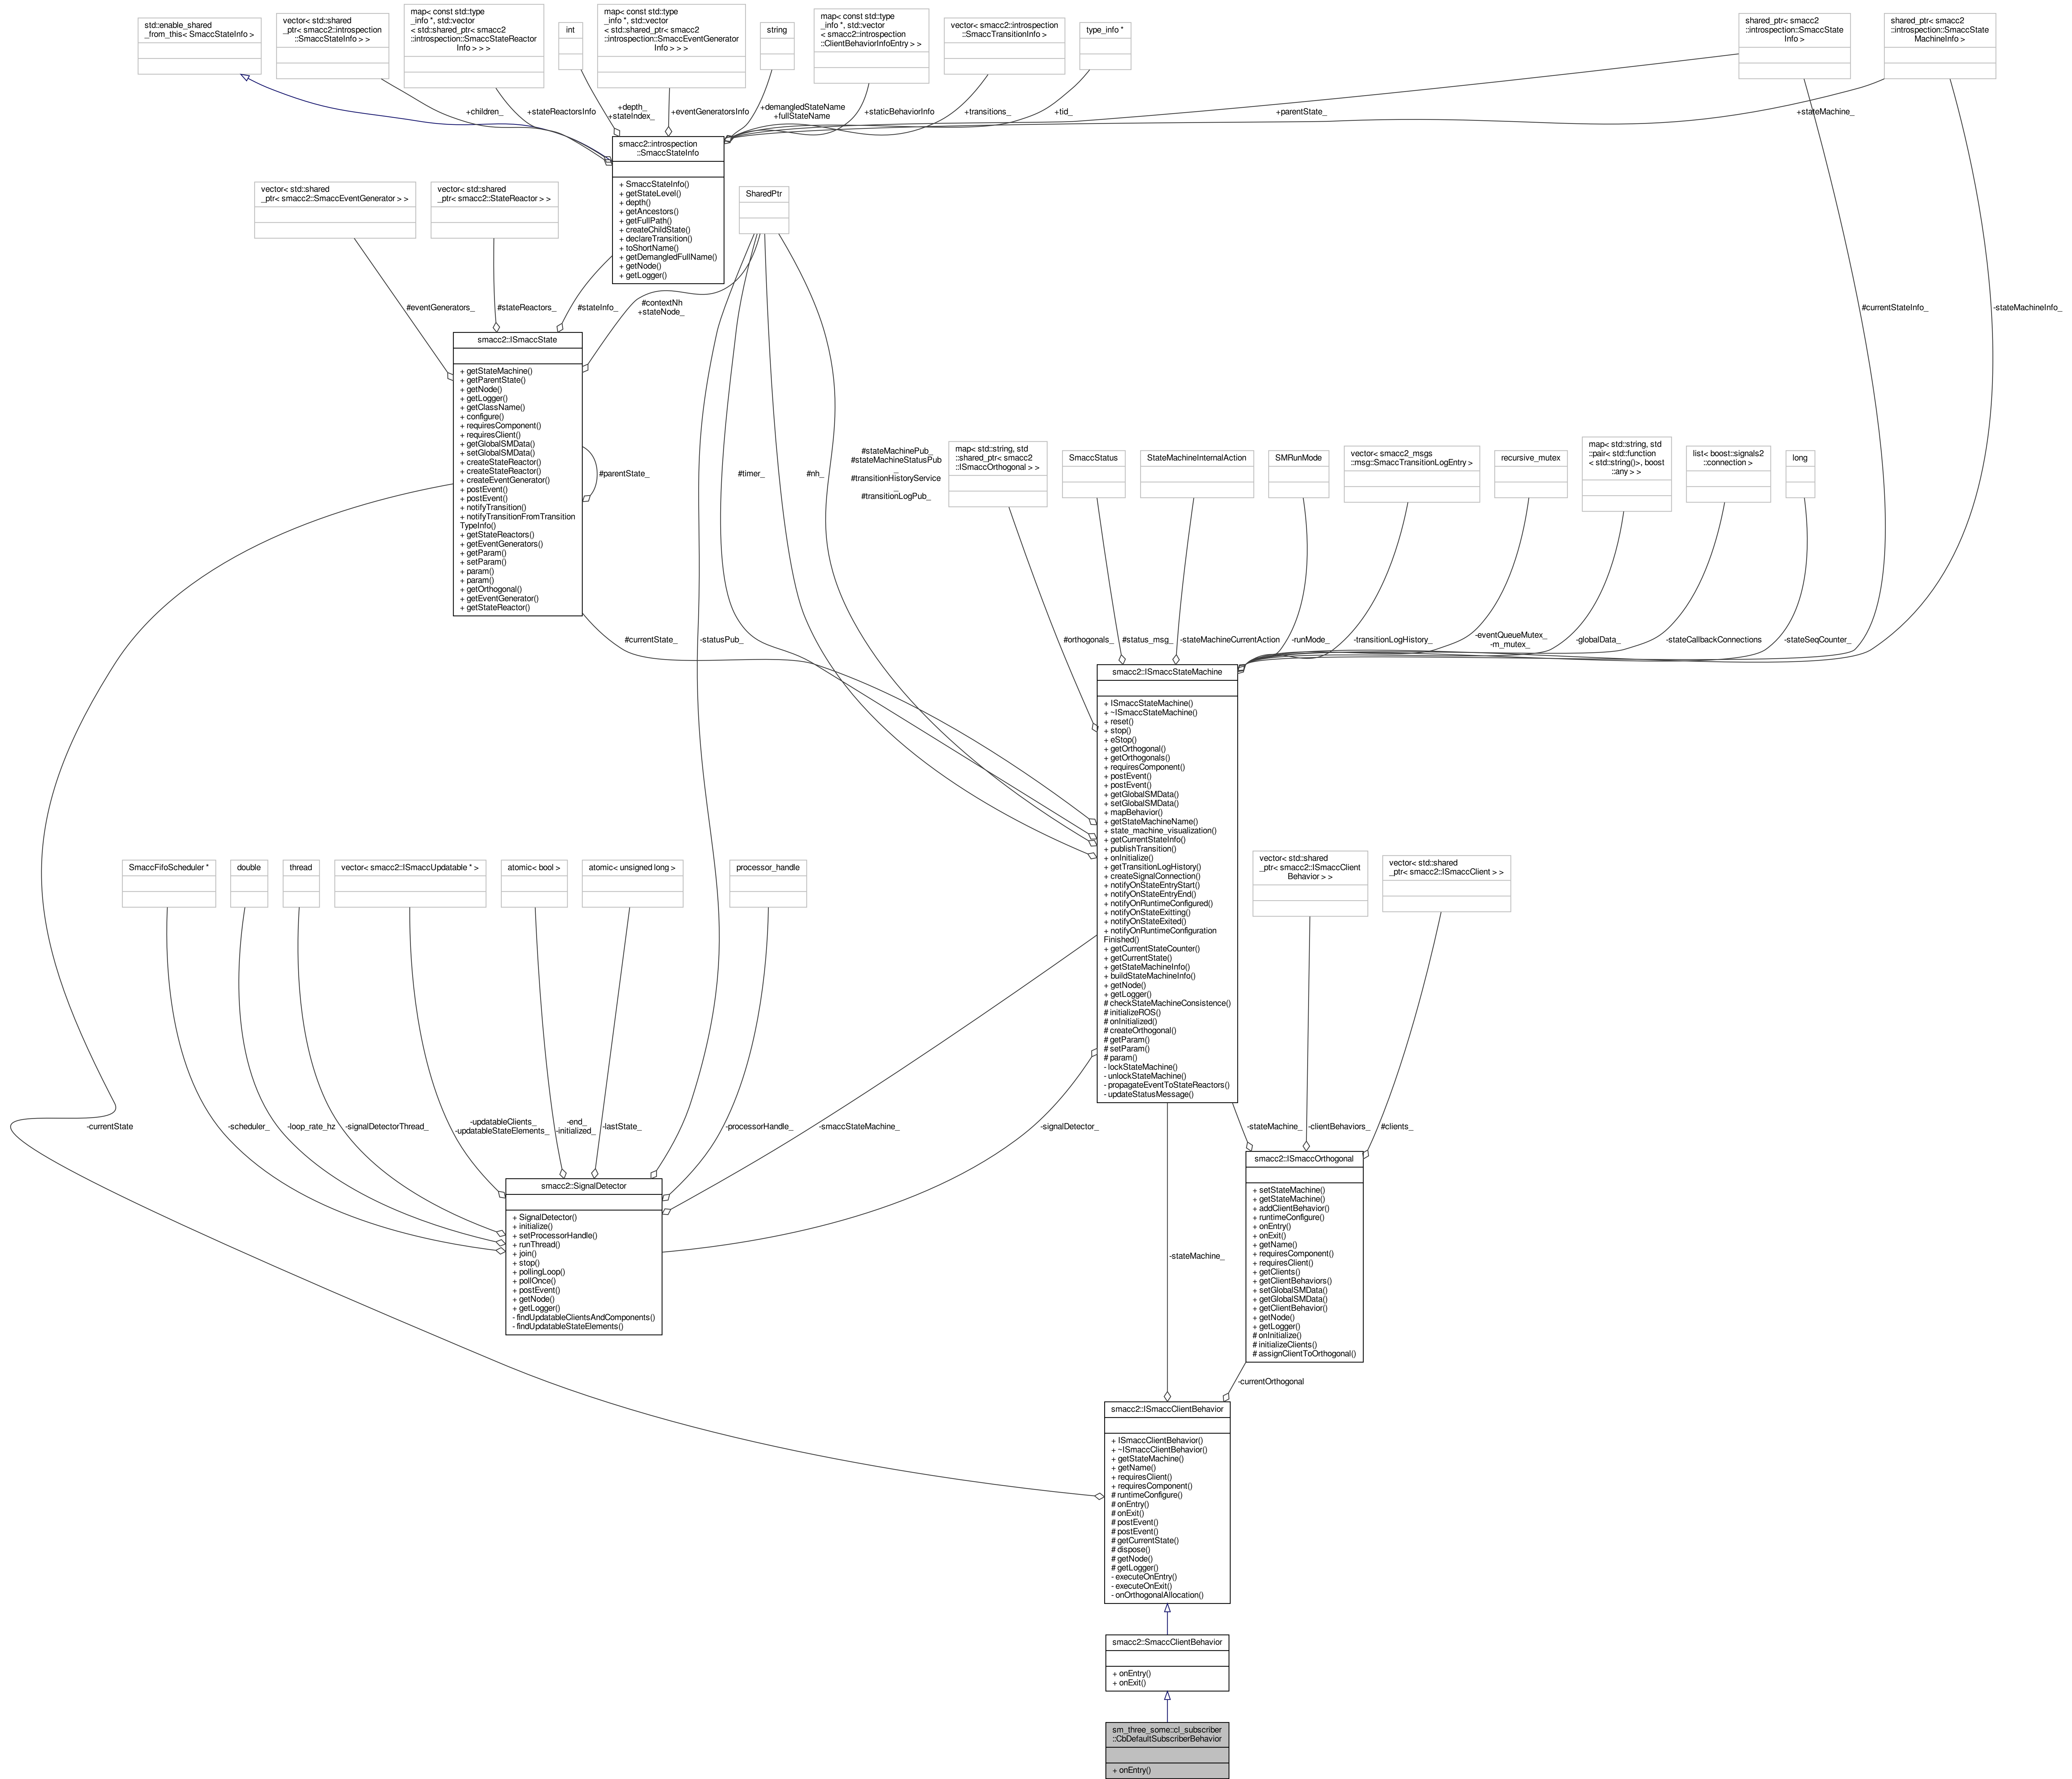 std::enable_shared
_from_this< SmaccStateInfo >
vector< std::shared
_ptr< smacc2::introspection
::SmaccStateInfo > >
map< const std::type
_info *, std::vector
< std::shared_ptr< smacc2
::introspection::SmaccStateReactor
Info > > >
int
map< const std::type
_info *, std::vector
< std::shared_ptr< smacc2
::introspection::SmaccEventGenerator
Info > > >
string
map< const std::type
_info *, std::vector
< smacc2::introspection
::ClientBehaviorInfoEntry > >
vector< smacc2::introspection
::SmaccTransitionInfo >
type_info *
shared_ptr< smacc2
::introspection::SmaccState
Info >
shared_ptr< smacc2
::introspection::SmaccState
MachineInfo >
+children_
+stateReactorsInfo
+depth_
+stateIndex_
+eventGeneratorsInfo
+demangledStateName
+fullStateName
+staticBehaviorInfo
+transitions_
+tid_
+parentState_
+stateMachine_
smacc2::introspection
::SmaccStateInfo
+ SmaccStateInfo()
+ getStateLevel()
+ depth()
+ getAncestors()
+ getFullPath()
+ createChildState()
+ declareTransition()
+ toShortName()
+ getDemangledFullName()
+ getNode()
+ getLogger()
vector< std::shared
_ptr< smacc2::SmaccEventGenerator > >
vector< std::shared
_ptr< smacc2::StateReactor > >
SharedPtr
#eventGenerators_
#stateReactors_
#stateInfo_
#contextNh
+stateNode_
#currentStateInfo_
-stateMachineInfo_
smacc2::ISmaccState
+ getStateMachine()
+ getParentState()
+ getNode()
+ getLogger()
+ getClassName()
+ configure()
+ requiresComponent()
+ requiresClient()
+ getGlobalSMData()
+ setGlobalSMData()
+ createStateReactor()
+ createStateReactor()
+ createEventGenerator()
+ postEvent()
+ postEvent()
+ notifyTransition()
+ notifyTransitionFromTransition
TypeInfo()
+ getStateReactors()
+ getEventGenerators()
+ getParam()
+ setParam()
+ param()
+ param()
+ getOrthogonal()
+ getEventGenerator()
+ getStateReactor()
#parentState_
#timer_
#nh_
#stateMachinePub_
#stateMachineStatusPub
_
#transitionHistoryService
_
#transitionLogPub_
map< std::string, std
::shared_ptr< smacc2
::ISmaccOrthogonal > >
SmaccStatus
StateMachineInternalAction
SMRunMode
vector< smacc2_msgs
::msg::SmaccTransitionLogEntry >
recursive_mutex
map< std::string, std
::pair< std::function
< std::string()>, boost
::any > >
list< boost::signals2
::connection >
long
#currentState_
-statusPub_
#orthogonals_
#status_msg_
-stateMachineCurrentAction
-runMode_
-transitionLogHistory_
-eventQueueMutex_
-m_mutex_
-globalData_
-stateCallbackConnections
-stateSeqCounter_
smacc2::ISmaccStateMachine
+ ISmaccStateMachine()
+ ~ISmaccStateMachine()
+ reset()
+ stop()
+ eStop()
+ getOrthogonal()
+ getOrthogonals()
+ requiresComponent()
+ postEvent()
+ postEvent()
+ getGlobalSMData()
+ setGlobalSMData()
+ mapBehavior()
+ getStateMachineName()
+ state_machine_visualization()
+ getCurrentStateInfo()
+ publishTransition()
+ onInitialize()
+ getTransitionLogHistory()
+ createSignalConnection()
+ notifyOnStateEntryStart()
+ notifyOnStateEntryEnd()
+ notifyOnRuntimeConfigured()
+ notifyOnStateExitting()
+ notifyOnStateExited()
+ notifyOnRuntimeConfiguration
Finished()
+ getCurrentStateCounter()
+ getCurrentState()
+ getStateMachineInfo()
+ buildStateMachineInfo()
+ getNode()
+ getLogger()
# checkStateMachineConsistence()
# initializeROS()
# onInitialized()
# createOrthogonal()
# getParam()
# setParam()
# param()
- lockStateMachine()
- unlockStateMachine()
- propagateEventToStateReactors()
- updateStatusMessage()
SmaccFifoScheduler *
double
thread
vector< smacc2::ISmaccUpdatable * >
atomic< bool >
atomic< unsigned long >
processor_handle
vector< std::shared
_ptr< smacc2::ISmaccClient
Behavior > >
vector< std::shared
_ptr< smacc2::ISmaccClient > >
-currentState
-scheduler_
-loop_rate_hz
-signalDetectorThread_
-updatableClients_
-updatableStateElements_
-end_
-initialized_
-lastState_
-processorHandle_
-smaccStateMachine_
-signalDetector_
-stateMachine_
-clientBehaviors_
#clients_
smacc2::SignalDetector
+ SignalDetector()
+ initialize()
+ setProcessorHandle()
+ runThread()
+ join()
+ stop()
+ pollingLoop()
+ pollOnce()
+ postEvent()
+ getNode()
+ getLogger()
- findUpdatableClientsAndComponents()
- findUpdatableStateElements()
-stateMachine_
smacc2::ISmaccOrthogonal
+ setStateMachine()
+ getStateMachine()
+ addClientBehavior()
+ runtimeConfigure()
+ onEntry()
+ onExit()
+ getName()
+ requiresComponent()
+ requiresClient()
+ getClients()
+ getClientBehaviors()
+ setGlobalSMData()
+ getGlobalSMData()
+ getClientBehavior()
+ getNode()
+ getLogger()
# onInitialize()
# initializeClients()
# assignClientToOrthogonal()
-currentOrthogonal
smacc2::ISmaccClientBehavior
+ ISmaccClientBehavior()
+ ~ISmaccClientBehavior()
+ getStateMachine()
+ getName()
+ requiresClient()
+ requiresComponent()
# runtimeConfigure()
# onEntry()
# onExit()
# postEvent()
# postEvent()
# getCurrentState()
# dispose()
# getNode()
# getLogger()
- executeOnEntry()
- executeOnExit()
- onOrthogonalAllocation()
smacc2::SmaccClientBehavior
+ onEntry()
+ onExit()
sm_three_some::cl_subscriber
::CbDefaultSubscriberBehavior
+ onEntry()